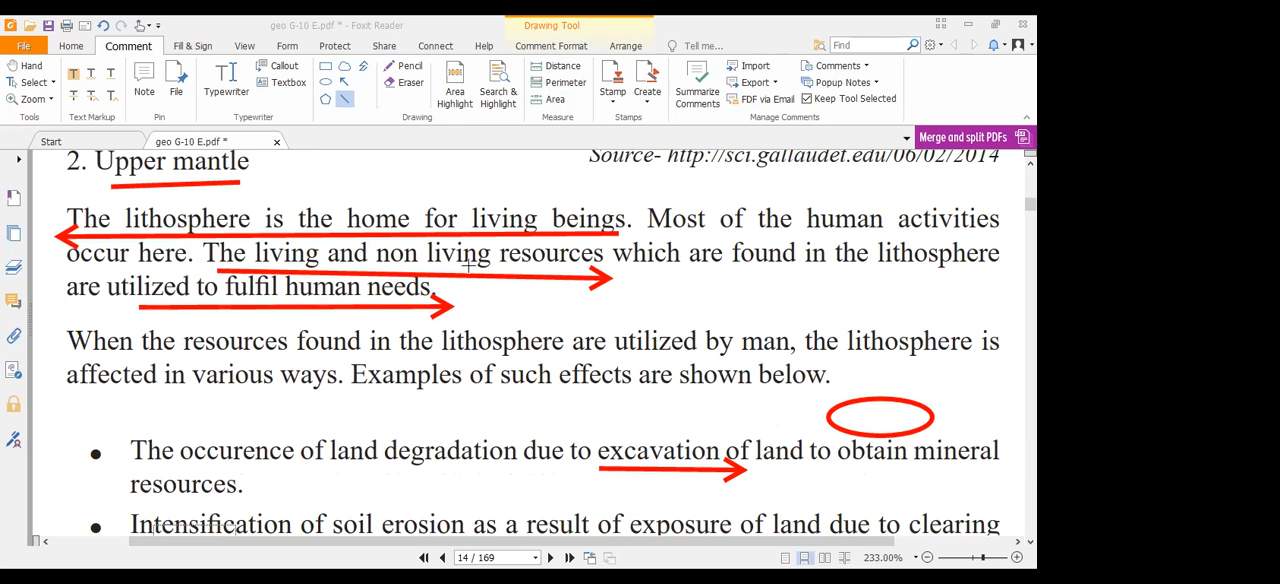 geo G-10 E.pdf * - Foxit Reader
Drawing Tool
File Home Comment Fill & Sign View Form Protect Share Connect Help Comment Format Arrange Tell me... Find
Hand
Select
Zoom
Tools
Text Markup
Note
File
Pin
Typewriter
Callout
Textbox
Typewriter
Pencil
Eraser
Drawing
Area Highlight
Search & Highlight
Distance
Perimeter
Area
Measure
Stamp
Create
Stamps
Summarize Comments
Import
Export
FDF via Email
Comments
Popup Notes
Keep Tool Selected
Manage Comments
Start
geo G-10 E.pdf *
Merge and split PDFs
2. Upper mantle
Source- http://sci.gallaudet.edu/06/02/2014
The lithosphere is the home for living beings. Most of the human activities
occur here. The living and non living resources which are found in the lithosphere
are utilized to fulfil human needs.
When the resources found in the lithosphere are utilized by man, the lithosphere is
affected in various ways. Examples of such effects are shown below.
• The occurence of land degradation due to excavation of land to obtain mineral
resources.
• Intensification of soil erosion as a result of exposure of land due to clearing
14 / 169
233.00%